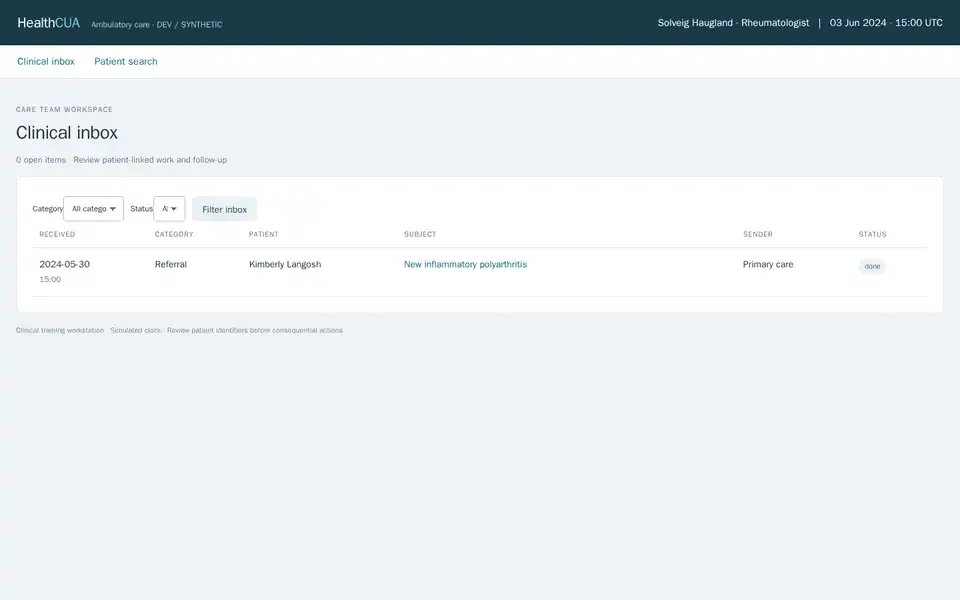 HealthCUA Ambulatory care · DEV / SYNTHETIC Solveig Haugland · Rheumatologist | 03 Jun 2024 · 15:00 UTC
Clinical inbox Patient search
CARE TEAM WORKSPACE
Clinical inbox
0 open items · Review patient-linked work and follow-up
Category All catego Status Filter inbox
RECEIVED CATEGORY PATIENT SUBJECT SENDER STATUS
2024-05-30 Referral Kimberly Langosh New inflammatory polyarthritis Primary care done
15:00
Clinical training workstation · Simulated clock · Review patient identifiers before consequential actions